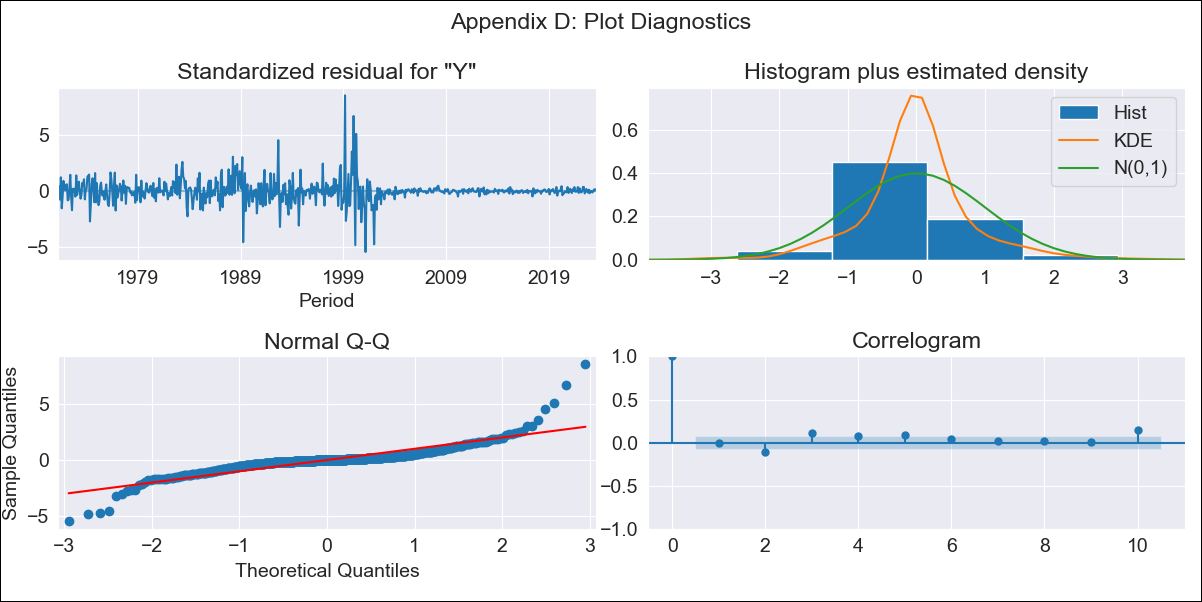 Appendix D: Plot Diagnostics
Standardized residual for "Y"
5
0
−5
1979 1989 1999 2009 2019
Period
Histogram plus estimated density
Hist
KDE
N(0,1)
0.6
0.4
0.2
0.0
−3 −2 −1 0 1 2 3
Normal Q-Q
Sample Quantiles
5
0
−5
−3 −2 −1 0 1 2 3
Theoretical Quantiles
Correlogram
1.0
0.5
0.0
−0.5
−1.0
0 2 4 6 8 10